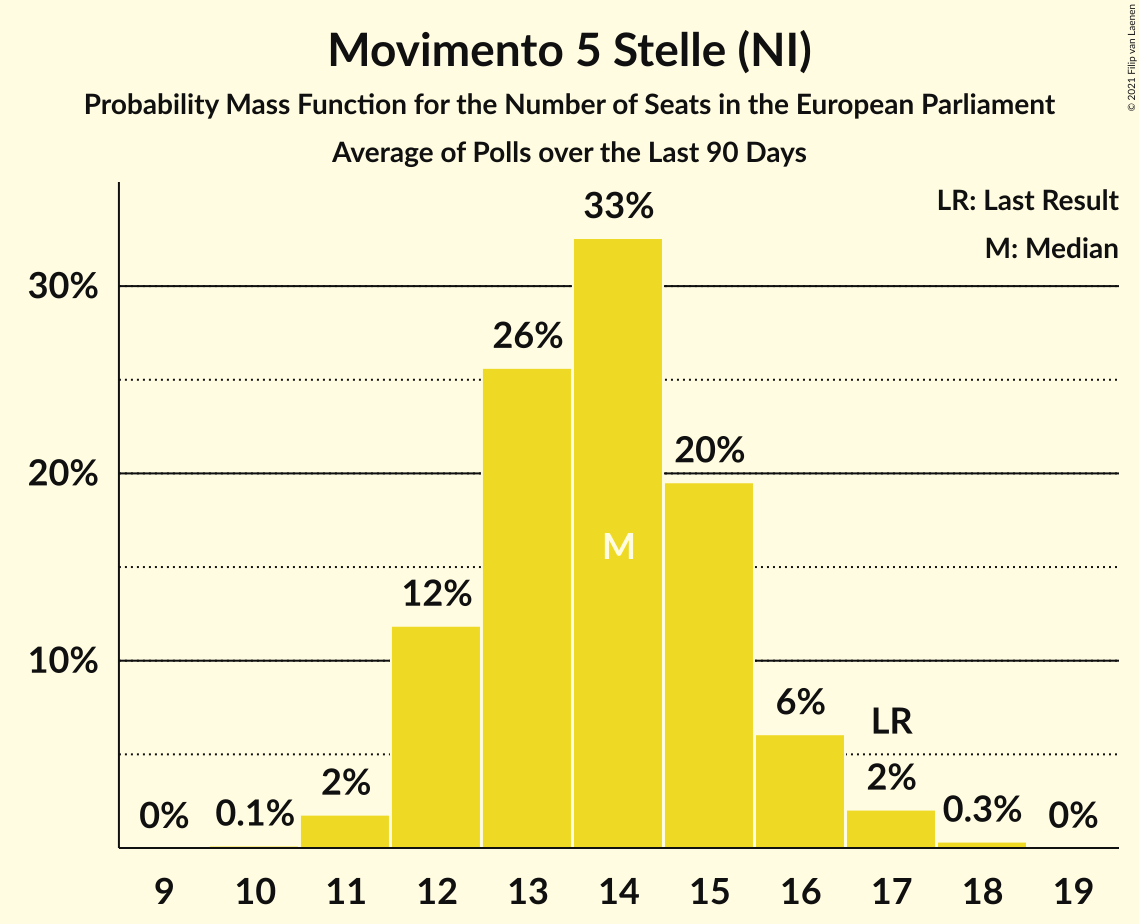 Movimento 5 Stelle (NI)
Probability Mass Function for the Number of Seats in the European Parliament
Average of Polls over the Last 90 Days
© 2021 Filip van Laenen
LR: Last Result
M: Median
30%
20%
10%
0%
0.1%
2%
12%
26%
33%
M
20%
6%
LR
2%
0.3%
0%
9 10 11 12 13 14 15 16 17 18 19